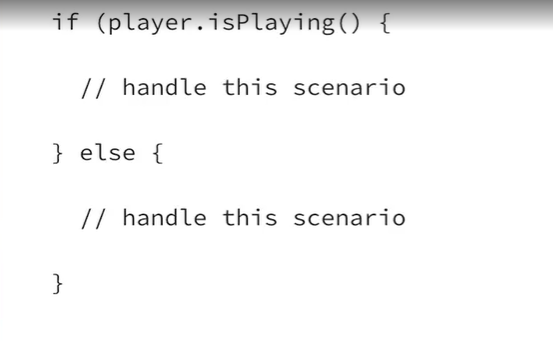 if (player.isPlaying() {
// handle this scenario
} else {
// handle this scenario
}